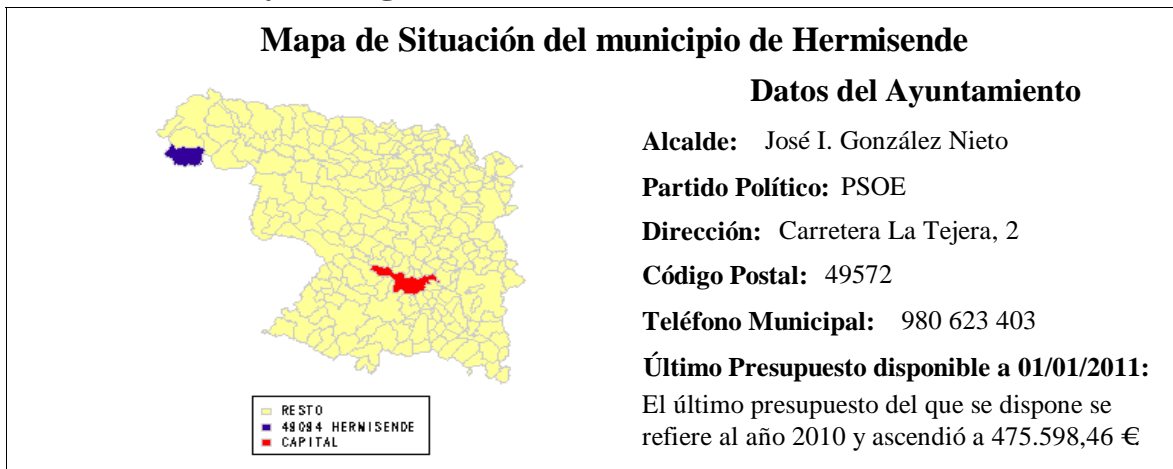 Mapa de Situación del municipio de Hermisende
Datos del Ayuntamiento
Alcalde: José I. González Nieto
Partido Político: PSOE
Dirección: Carretera La Tejera, 2
Código Postal: 49572
Teléfono Municipal: 980 623 403
Último Presupuesto disponible a 01/01/2011:
El último presupuesto del que se dispone se
refiere al año 2010 y ascendió a 475.598,46 €
RESTO
49094 HERMISENDE
CAPITAL